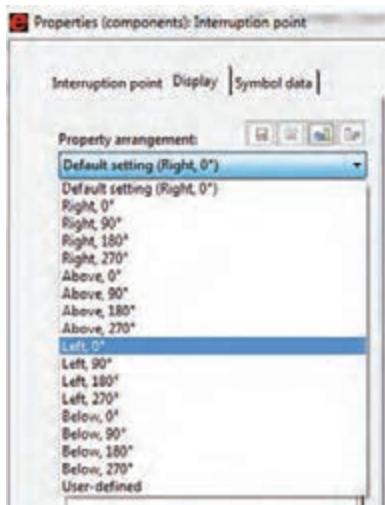 Properties (components): Interruption point
Interruption point Display Symbol data
Property arrangement:
Default setting (Right, 0°)
Default setting (Right, 0°)
Right, 0°
Right, 90°
Right, 180°
Right, 270°
Above, 0°
Above, 90°
Above, 180°
Above, 270°
Left, 0°
Left, 90°
Left, 180°
Left, 270°
Below, 0°
Below, 90°
Below, 180°
Below, 270°
User-defined